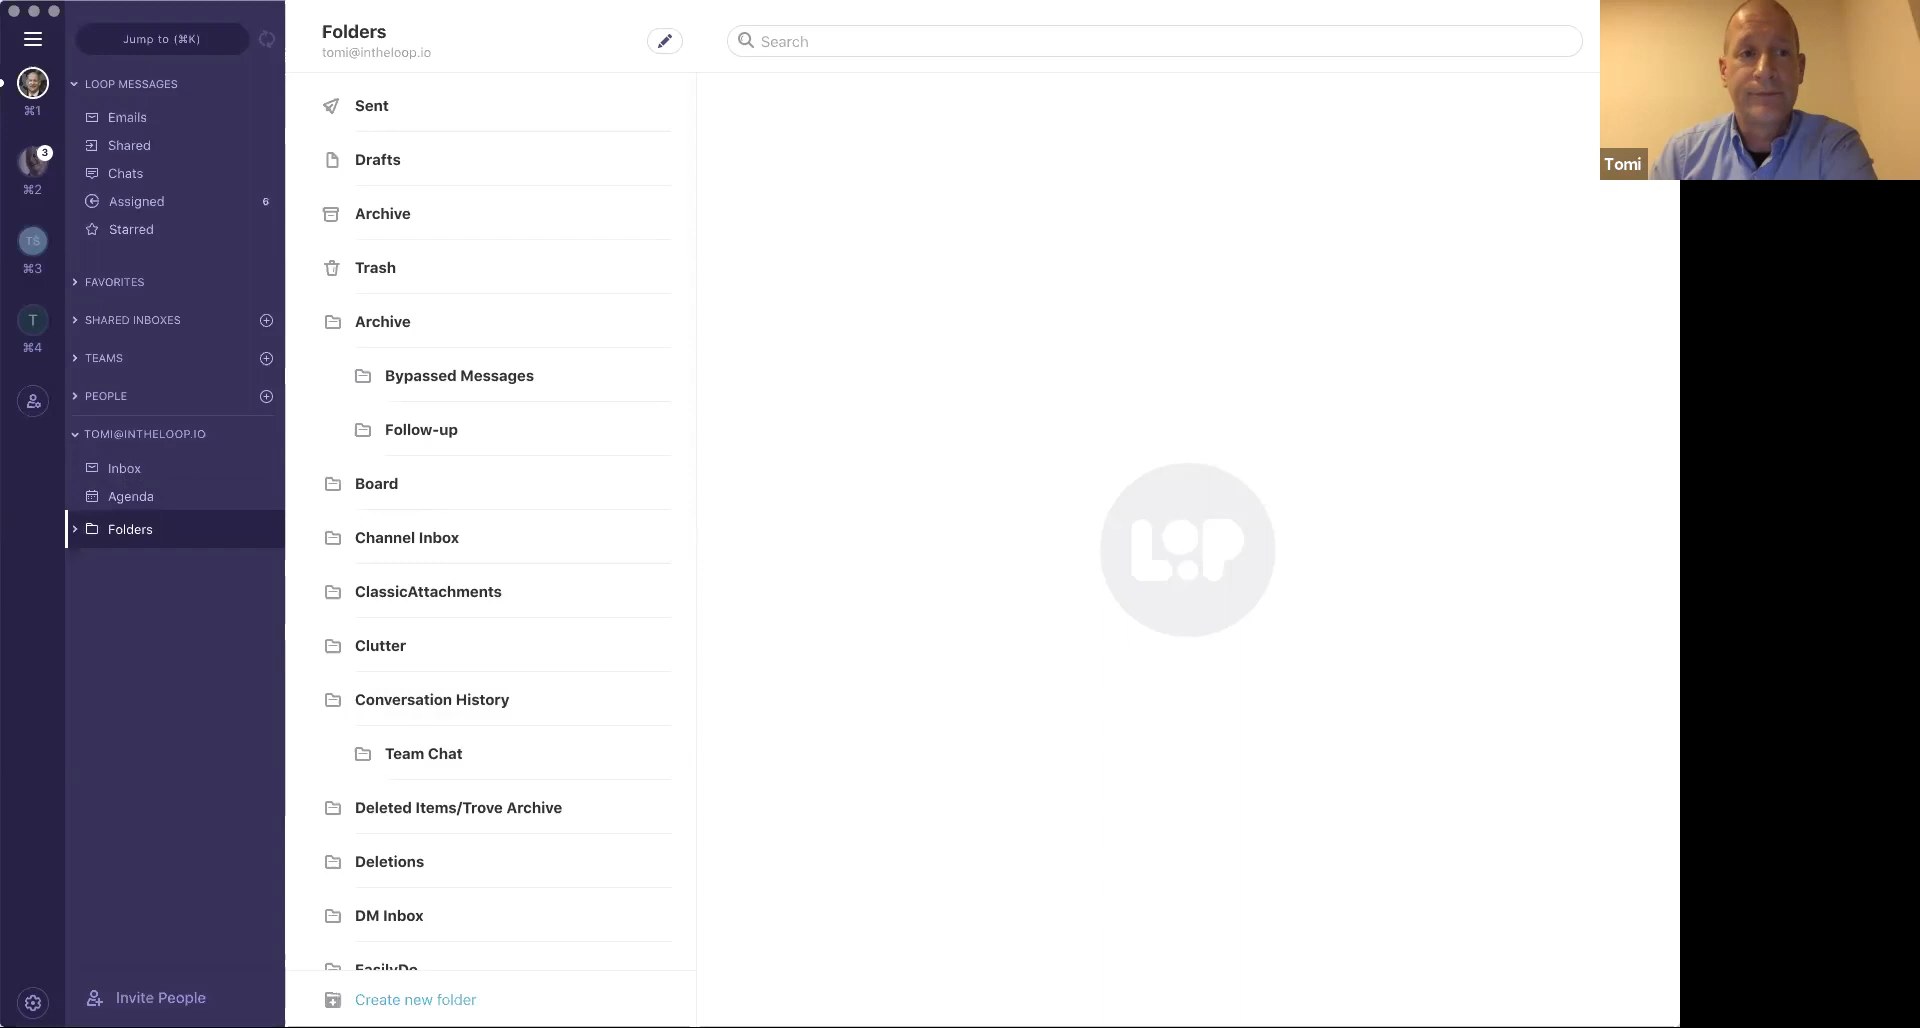 Jump to (⌘K)
⌘1
3
⌘2
TŠ
⌘3
T
⌘4
LOOP MESSAGES
Emails
Shared
Chats
Assigned 6
Starred
FAVORITES
SHARED INBOXES
TEAMS
PEOPLE
TOMI@INTHELOOP.IO
Inbox
Agenda
Folders
Invite People
Folders
tomi@intheloop.io
Sent
Drafts
Archive
Trash
Archive
Bypassed Messages
Follow-up
Board
Channel Inbox
ClassicAttachments
Clutter
Conversation History
Team Chat
Deleted Items/Trove Archive
Deletions
DM Inbox
EasilyDo
Create new folder
Search
LOOP
Tomi